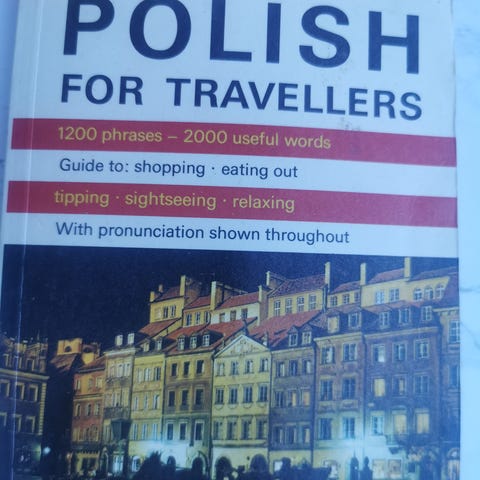 POLISH
FOR TRAVELLERS
1200 phrases – 2000 useful words
Guide to: shopping · eating out
tipping · sightseeing · relaxing
With pronunciation shown throughout